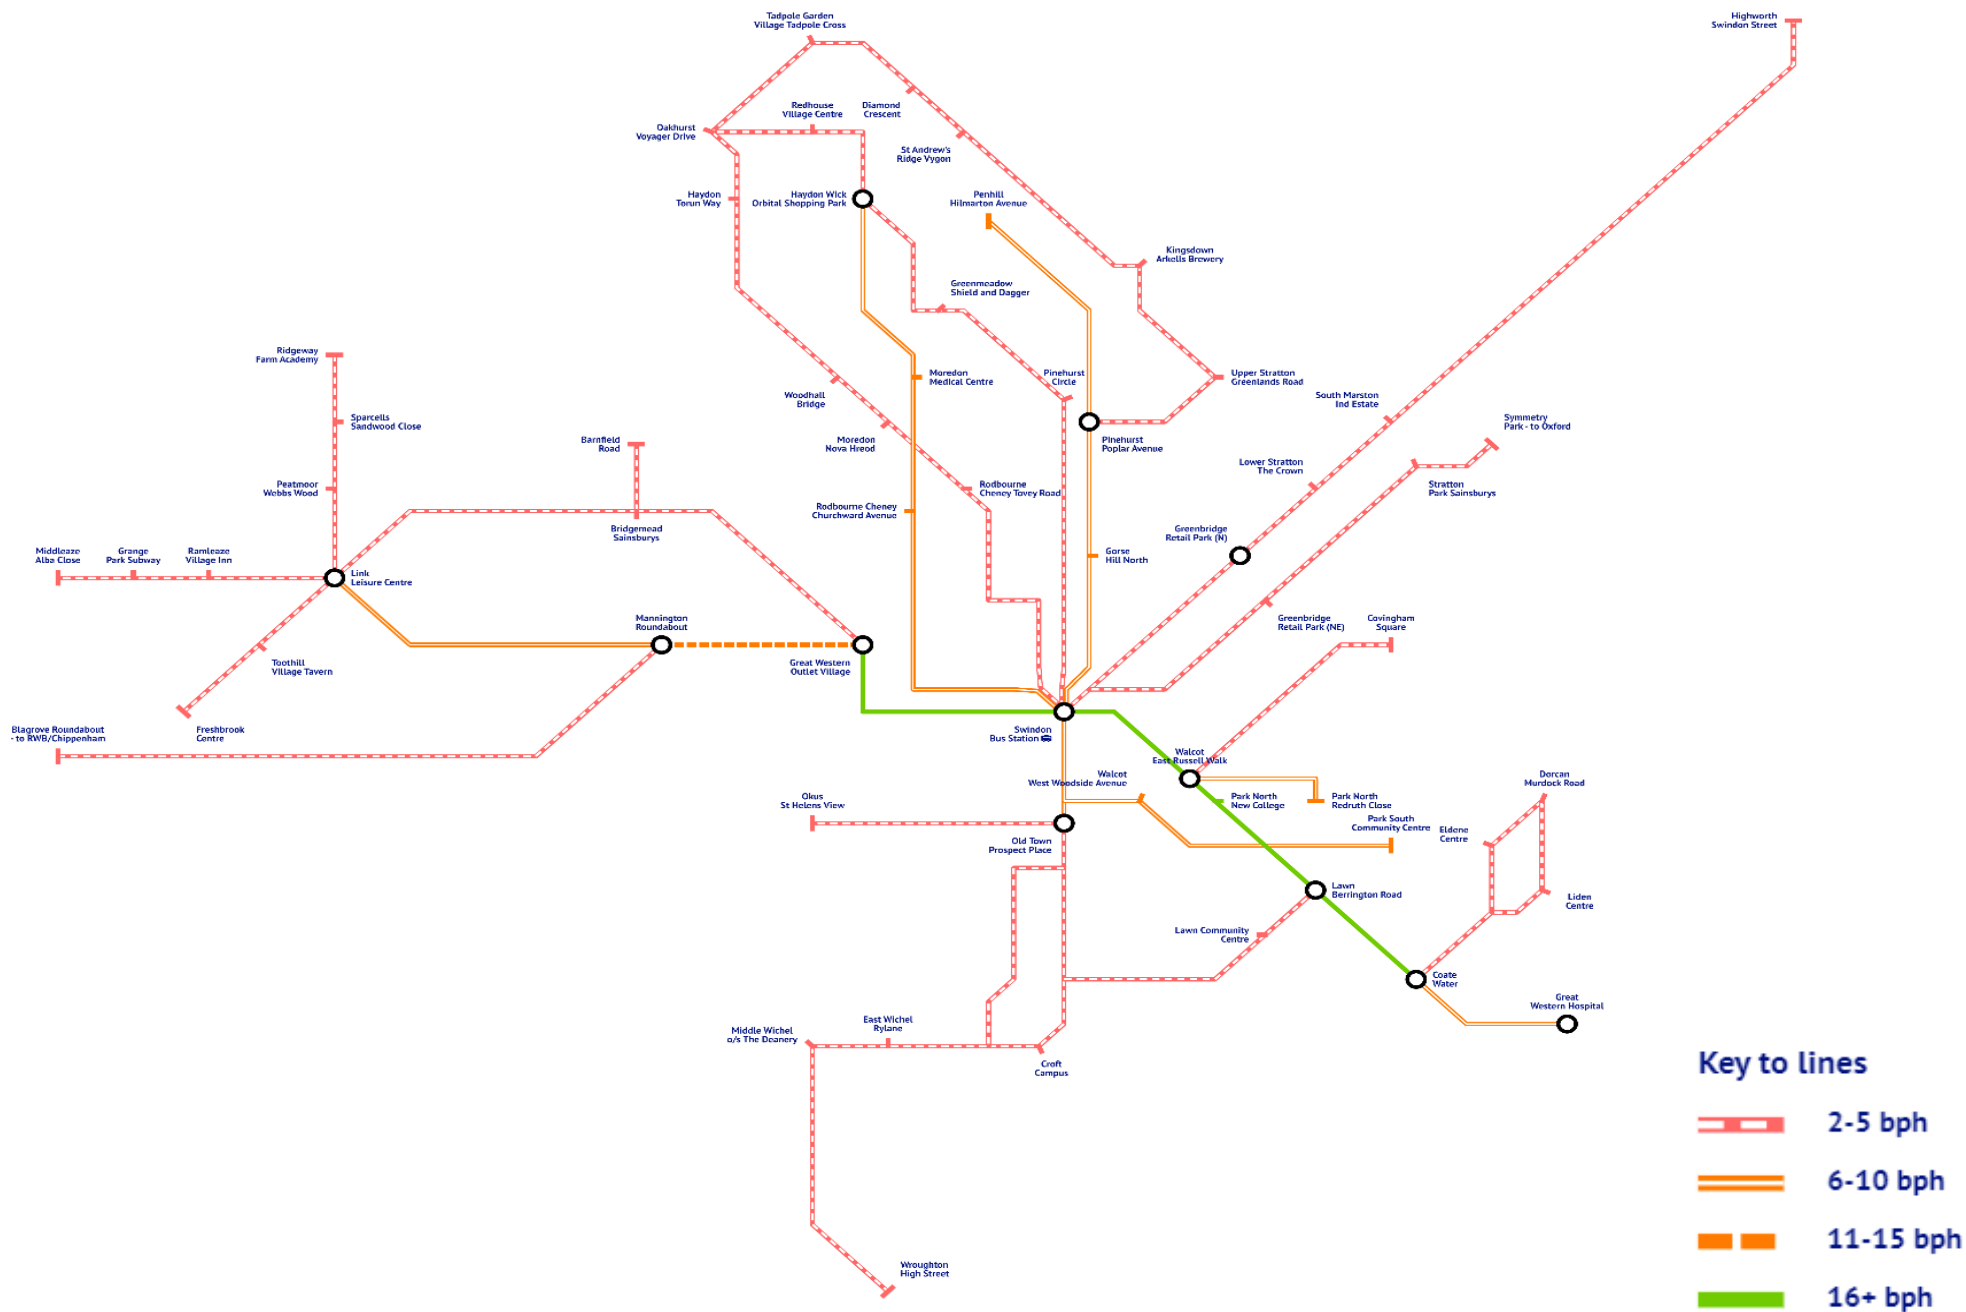 Tadpole Garden
Village Tadpole Cross
Highworth
Swindon Street
Redhouse
Village Centre
Diamond
Crescent
Oakhurst
Voyager Drive
St Andrew's
Ridge Vygon
Haydon
Torun Way
Haydon Wick
Orbital Shopping Park
Penhill
Hilmarton Avenue
Kingsdown
Arkells Brewery
Greenmeadow
Shield and Dagger
Ridgeway
Farm Academy
Moredon
Medical Centre
Pinehurst
Circle
Upper Stratton
Greenlands Road
Woodhall
Bridge
South Marston
Ind Estate
Sparcells
Sandwood Close
Symmetry
Park - to Oxford
Barnfield
Road
Moredon
Nova Hreod
Pinehurst
Poplar Avenue
Lower Stratton
The Crown
Peatmoor
Webbs Wood
Rodbourne
Cheney Tovey Road
Stratton
Park Sainsburys
Rodbourne Cheney
Churchward Avenue
Bridgemead
Sainsburys
Greenbridge
Retail Park (N)
Middleaze
Alba Close
Grange
Park Subway
Ramleaze
Village Inn
Link
Leisure Centre
Gorse
Hill North
Mannington
Roundabout
Greenbridge
Retail Park (NE)
Covingham
Square
Toothill
Village Tavern
Great Western
Outlet Village
Blagrove Roundabout
- to RWB/Chippenham
Freshbrook
Centre
Swindon
Bus Station
Walcot
East Russell Walk
Walcot
West Woodside Avenue
Dorcan
Murdock Road
Okus
St Helens View
Park North
New College
Park North
Redruth Close
Park South
Community Centre
Eldene
Centre
Old Town
Prospect Place
Lawn
Berrington Road
Liden
Centre
Lawn Community
Centre
Coate
Water
Great
Western Hospital
Middle Wichel
o/s The Deanery
East Wichel
Rylane
Croft
Campus
Wroughton
High Street
Key to lines
2-5 bph
6-10 bph
11-15 bph
16+ bph